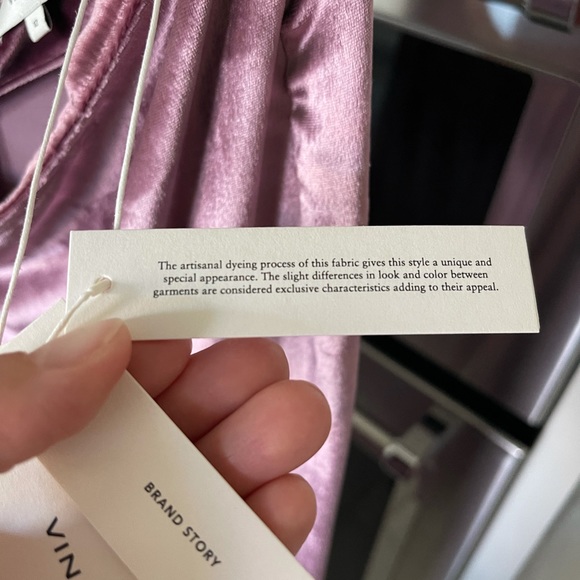 The artisanal dyeing process of this fabric gives this style a unique and
special appearance. The slight differences in look and color between
garments are considered exclusive characteristics adding to their appeal.
BRAND STORY
VIN